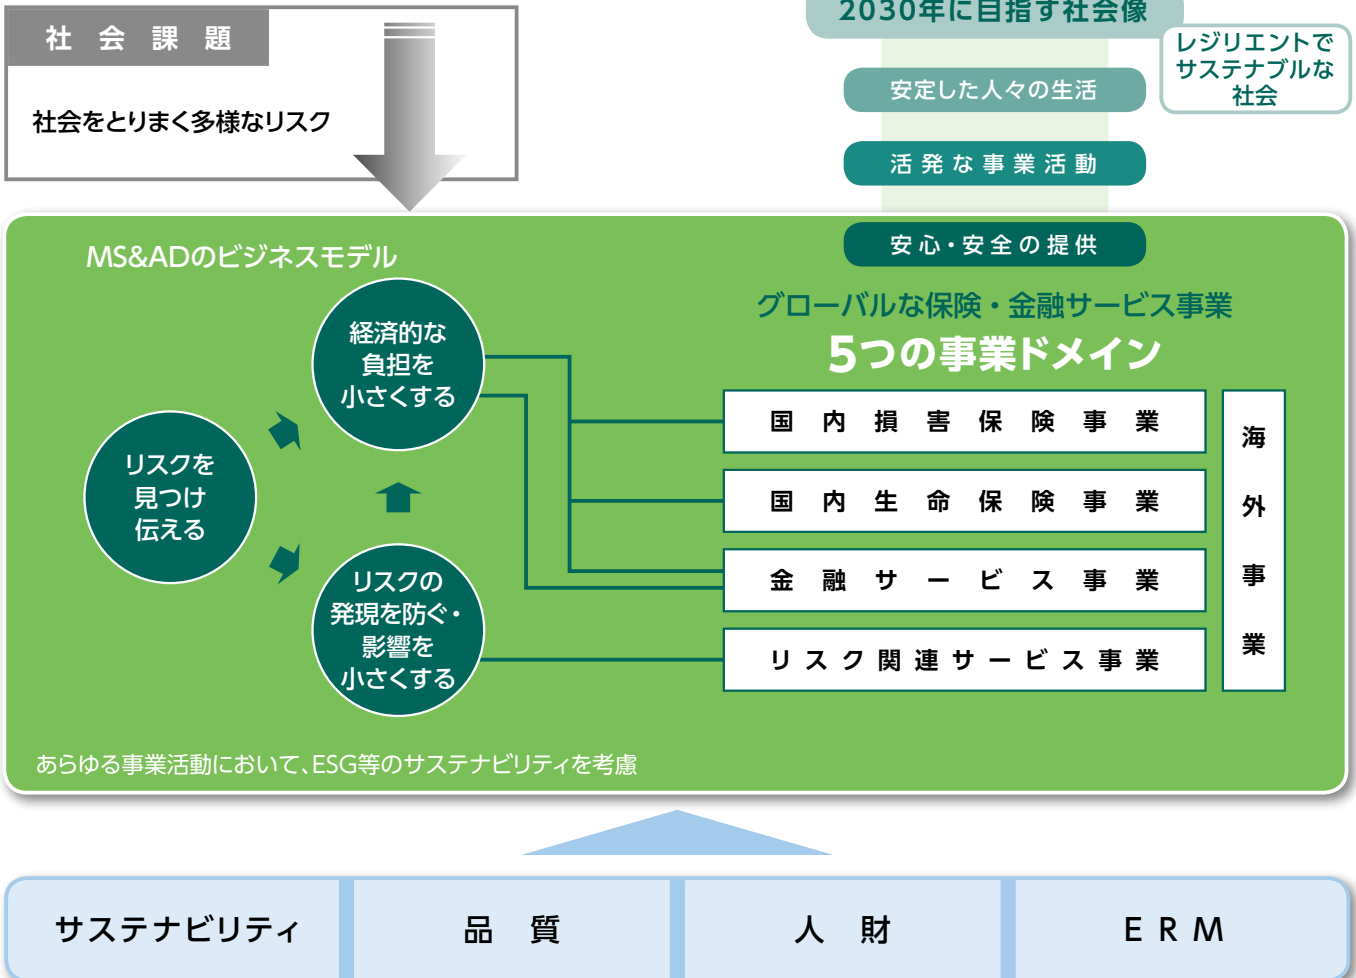 社会課題
社会をとりまく多様なリスク
2030年に目指す社会像
レジリエントで
サステナブルな
社会
安定した人々の生活
活発な事業活動
安心・安全の提供
MS&ADのビジネスモデル
経済的な
負担を
小さくする
リスクを
見つけ
伝える
リスクの
発現を防ぐ・
影響を
小さくする
グローバルな保険・金融サービス事業
5つの事業ドメイン
国内損害保険事業
国内生命保険事業
金融サービス事業
リスク関連サービス事業
海外事業
あらゆる事業活動において、ESG等のサステナビリティを考慮
サステナビリティ
品質
人財
ERM